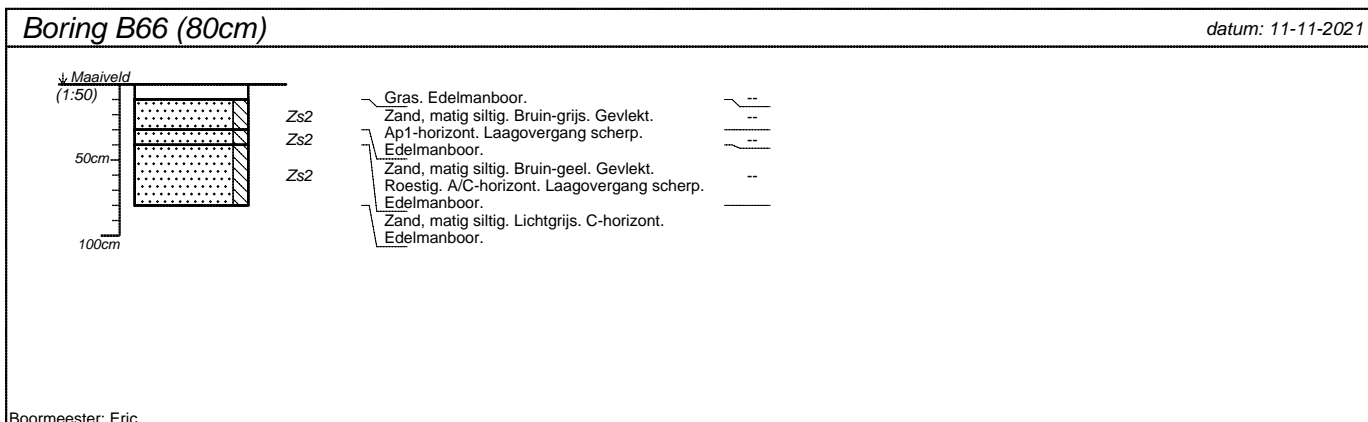 Boring B66 (80cm)
datum: 11-11-2021
Maaiveld
(1:50)
50cm
100cm
Zs2
Zs2
Zs2
Gras. Edelmanboor.
Zand, matig siltig. Bruin-grijs. Gevlekt.
Ap1-horizont. Laagovergang scherp.
Edelmanboor.
Zand, matig siltig. Bruin-geel. Gevlekt.
Roestig. A/C-horizont. Laagovergang scherp.
Edelmanboor.
Zand, matig siltig. Lichtgrijs. C-horizont.
Edelmanboor.
--
--
--
--
Boormeester: Eric